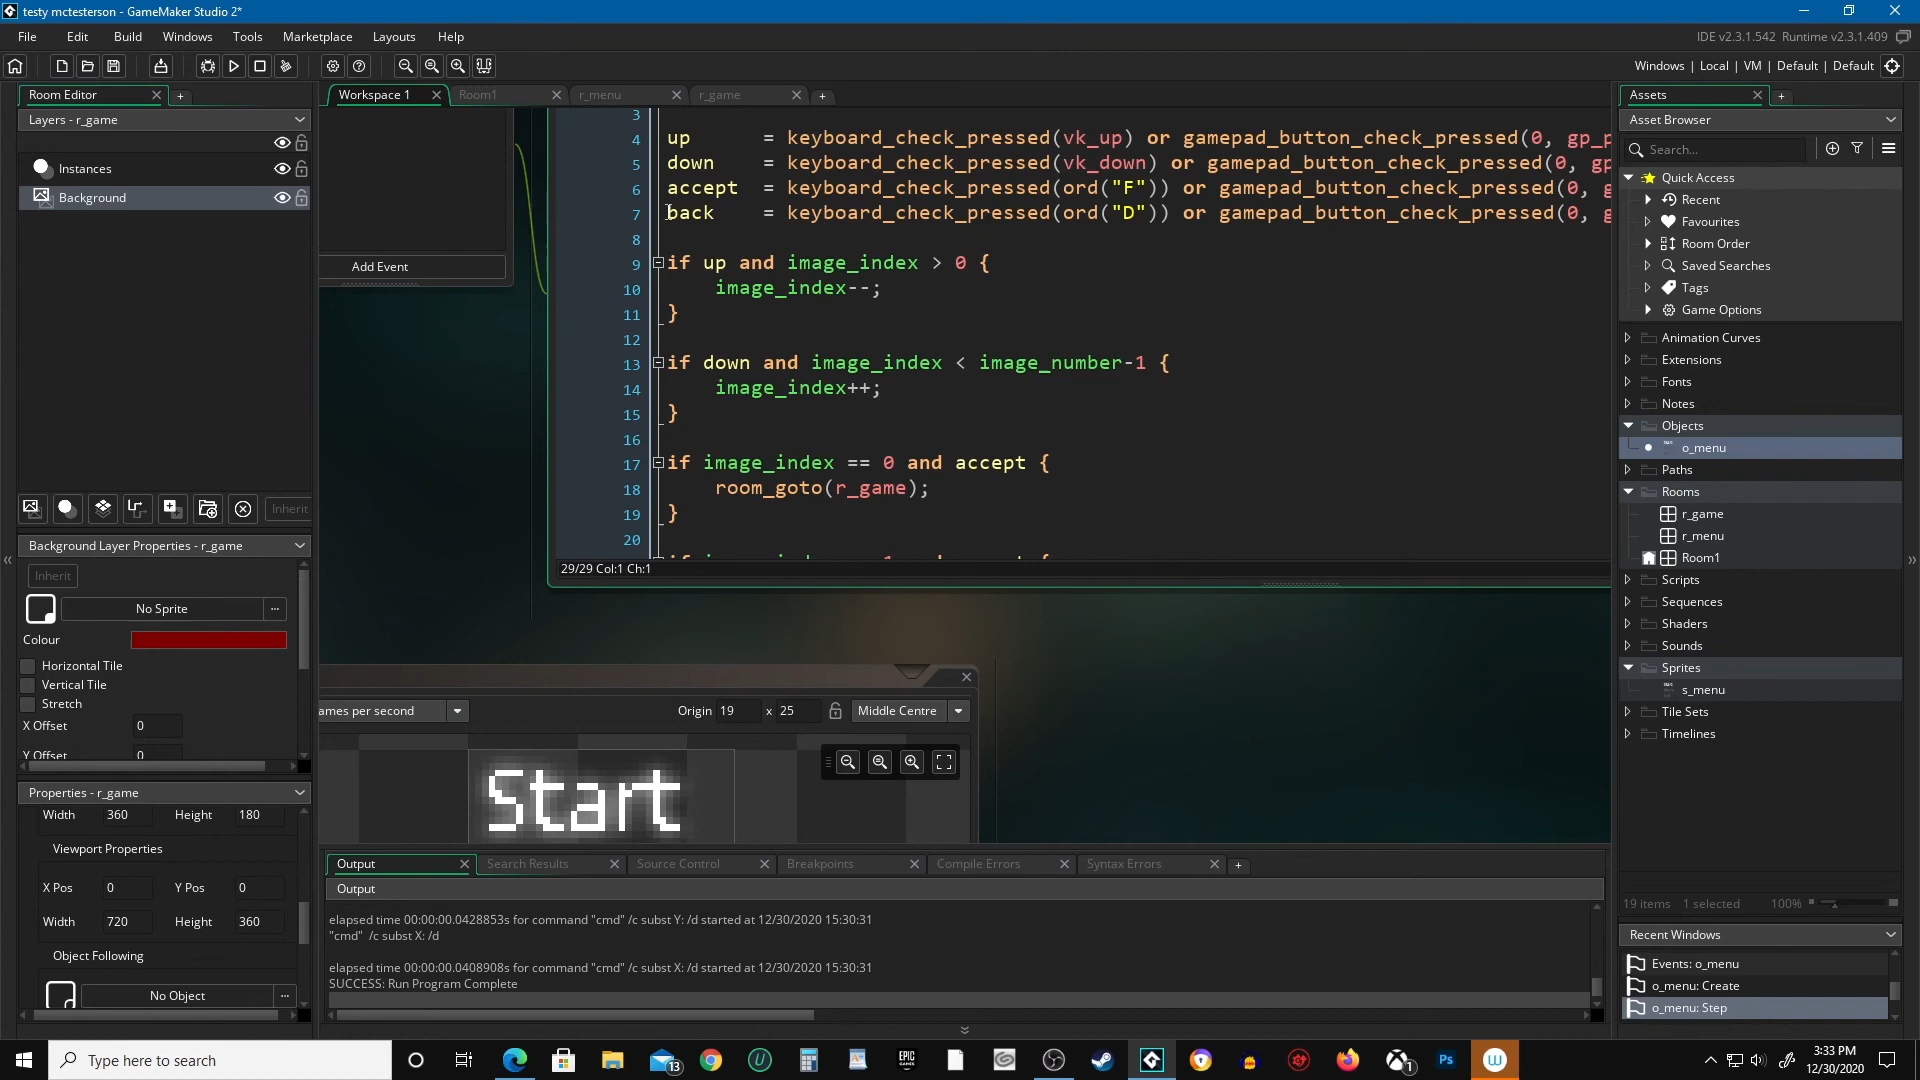 testy mctesterson - GameMaker Studio 2*
File Edit Build Windows Tools Marketplace Layouts Help
IDE v2.3.1.542 Runtime v2.3.1.409
Windows | Local | VM | Default | Default
Room Editor
Layers - r_game
Instances
Background
Inherit
Background Layer Properties - r_game
Inherit
No Sprite ...
Colour
Horizontal Tile
Vertical Tile
Stretch
X Offset 0
Y Offset 0
Properties - r_game
Width 360 Height 180
Viewport Properties
X Pos 0 Y Pos 0
Width 720 Height 360
Object Following
No Object ...
Workspace 1 Room1 r_menu r_game
Add Event
3
4 up = keyboard_check_pressed(vk_up) or gamepad_button_check_pressed(0, gp_p
5 down = keyboard_check_pressed(vk_down) or gamepad_button_check_pressed(0, gp
6 accept = keyboard_check_pressed(ord("F")) or gamepad_button_check_pressed(0, g
7 back = keyboard_check_pressed(ord("D")) or gamepad_button_check_pressed(0, g
8
9 if up and image_index > 0 {
10 image_index--;
11 }
12
13 if down and image_index < image_number-1 {
14 image_index++;
15 }
16
17 if image_index == 0 and accept {
18 room_goto(r_game);
19 }
20
29/29 Col:1 Ch:1
ames per second
Origin 19 x 25 Middle Centre
Start
Output Search Results Source Control Breakpoints Compile Errors Syntax Errors
Output
elapsed time 00:00:00.0428853s for command "cmd" /c subst Y: /d started at 12/30/2020 15:30:31
"cmd" /c subst X: /d
elapsed time 00:00:00.0408908s for command "cmd" /c subst X: /d started at 12/30/2020 15:30:31
SUCCESS: Run Program Complete
Assets
Asset Browser
Search...
Quick Access
Recent
Favourites
Room Order
Saved Searches
Tags
Game Options
Animation Curves
Extensions
Fonts
Notes
Objects
o_menu
Paths
Rooms
r_game
r_menu
Room1
Scripts
Sequences
Shaders
Sounds
Sprites
s_menu
Tile Sets
Timelines
19 items 1 selected 100%
Recent Windows
Events: o_menu
o_menu: Create
o_menu: Step
Type here to search
13
EPIC
Ps
3:33 PM
12/30/2020